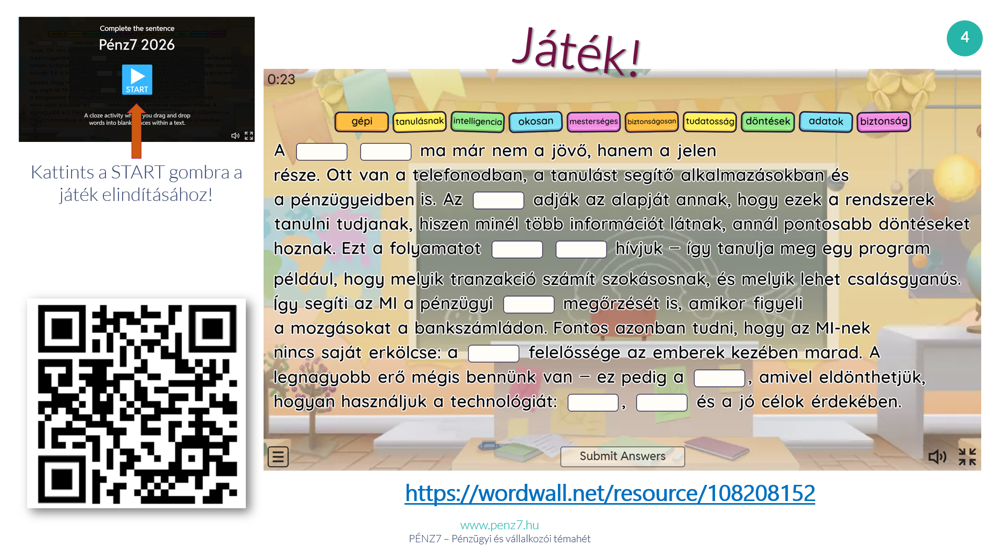 Complete the sentence
Pénz7 2026
START
A cloze activity wh you drag and drop
words into blank ces within a text.
Kattints a START gombra a
játék elindításához!
Játék!
4
0:23
gépi tanulásnak intelligencia okosan mesterséges biztonságosan tudatosság döntések adatok biztonság
A ma már nem a jövő, hanem a jelen
része. Ott van a telefonodban, a tanulást segítő alkalmazásokban és
a pénzügyeidben is. Az adják az alapját annak, hogy ezek a rendszerek
tanulni tudjanak, hiszen minél több információt látnak, annál pontosabb döntéseket
hoznak. Ezt a folyamatot hívjuk – így tanulja meg egy program
például, hogy melyik tranzakció számít szokásosnak, és melyik lehet csalásgyanús.
Így segíti az MI a pénzügyi megőrzését is, amikor figyeli
a mozgásokat a bankszámládon. Fontos azonban tudni, hogy az MI-nek
nincs saját erkölcse: a felelőssége az emberek kezében marad. A
legnagyobb erő mégis bennünk van – ez pedig a , amivel eldönthetjük,
hogyan használjuk a technológiát: , és a jó célok érdekében.
Submit Answers
https://wordwall.net/resource/108208152
www.penz7.hu
PÉNZ7 – Pénzügyi és vállalkozói témahét